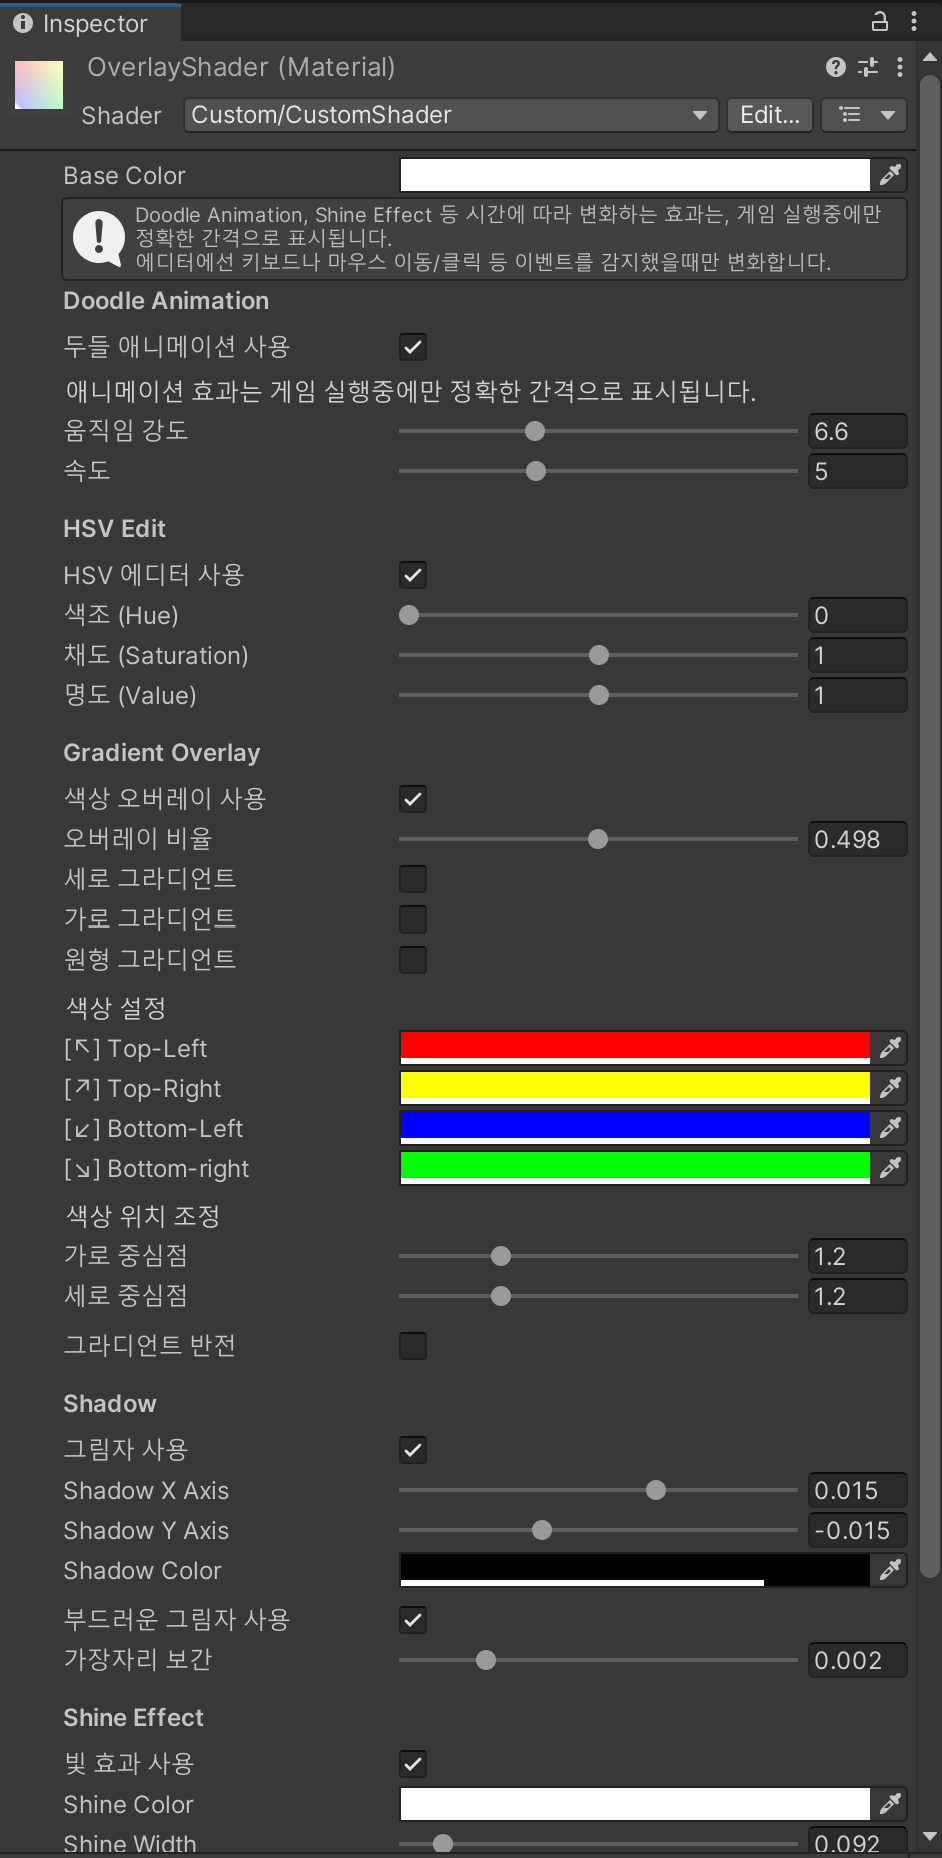 Inspector
OverlayShader (Material)
Shader Custom/CustomShader Edit...
Base Color
Doodle Animation, Shine Effect 등 시간에 따라 변화하는 효과는, 게임 실행중에만
정확한 간격으로 표시됩니다.
에디터에선 키보드나 마우스 이동/클릭 등 이벤트를 감지했을때만 변화합니다.
Doodle Animation
두들 애니메이션 사용
애니메이션 효과는 게임 실행중에만 정확한 간격으로 표시됩니다.
움직임 강도 6.6
속도 5
HSV Edit
HSV 에디터 사용
색조 (Hue) 0
채도 (Saturation) 1
명도 (Value) 1
Gradient Overlay
색상 오버레이 사용
오버레이 비율 0.498
세로 그라디언트
가로 그라디언트
원형 그라디언트
색상 설정
[↖] Top-Left
[↗] Top-Right
[↙] Bottom-Left
[↘] Bottom-right
색상 위치 조정
가로 중심점 1.2
세로 중심점 1.2
그라디언트 반전
Shadow
그림자 사용
Shadow X Axis 0.015
Shadow Y Axis -0.015
Shadow Color
부드러운 그림자 사용
가장자리 보간 0.002
Shine Effect
빛 효과 사용
Shine Color
Shine Width 0.092